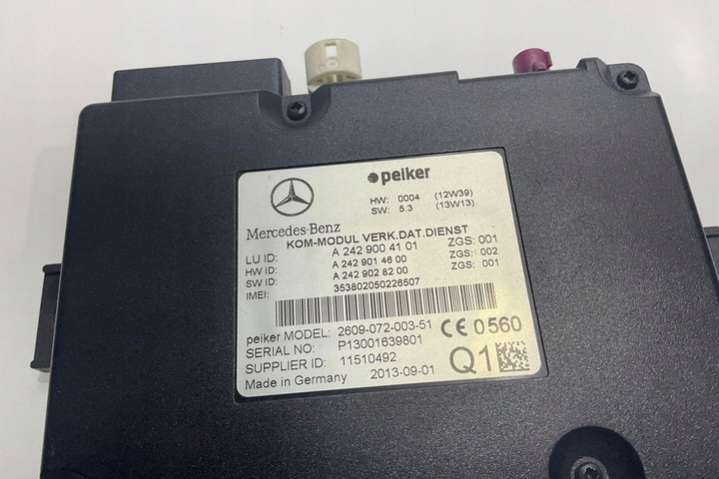 peiker
HW: 0004 (12W39)
SW: 5.3 (13W13)
Mercedes-Benz
KOM-MODUL VERK.DAT.DIENST
LU ID: A 242 900 41 01 ZGS: 001
HW ID: A 242 901 46 00 ZGS: 002
SW ID: A 242 902 82 00 ZGS: 001
IMEI: 353802050226507
peiker MODEL: 2609-072-003-51 CE 0560
SERIAL NO: P13001639801
SUPPLIER ID: 11510492 Q1
Made in Germany 2013-09-01